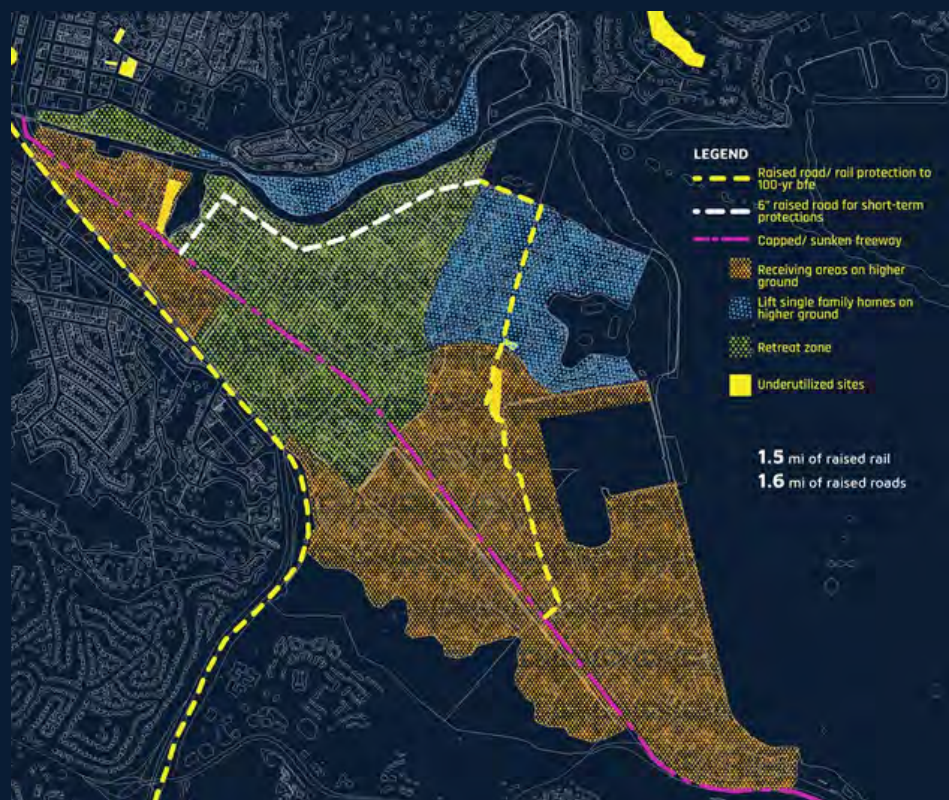 LEGEND
Raised road/ rail protection to
100-yr bfe
6" raised road for short-term
protections
Capped/ sunken freeway
Receiving areas on higher
ground
Lift single family homes on
higher ground
Retreat zone
Underutilized sites
1.5 mi of raised rail
1.6 mi of raised roads